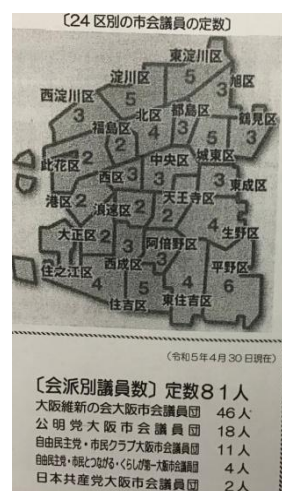 〔24区別の市会議員の定数〕
東淀川区
5
淀川区
5
旭区
3
西淀川区
3
北区
4
都島区
3
鶴見区
3
福島区
2
城東区
5
此花区
2
中央区
3
西区
3
東成区
3
港区
2
浪速区
2
天王寺区
2
大正区
2
生野区
4
阿倍野区
3
西成区
3
平野区
6
住之江区
4
住吉区
5
東住吉区
4
(令和5年4月30日現在)
〔会派別議員数〕定数81人
大阪維新の会大阪市会議員団 46人
公明党大阪市会議員団 18人
自由民主党・市民クラブ大阪市会議員団 11人
自由民主党・市民とつながる・くらしが第一大阪市会議員団 4人
日本共産党大阪市会議員団 2人